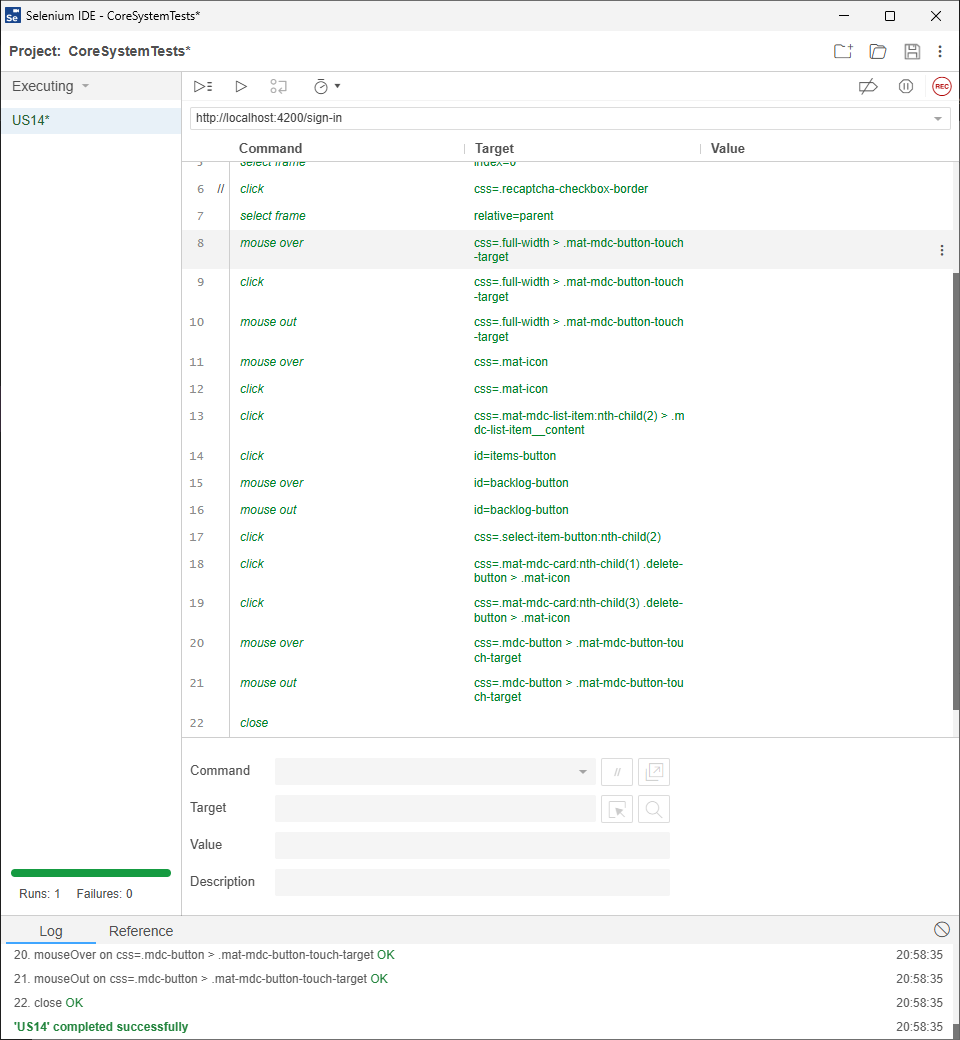 Selenium IDE - CoreSystemTests*
Project: CoreSystemTests*
Executing
US14*
REC
http://localhost:4200/sign-in
Command Target Value
5 select frame index=0
6 // click css=.recaptcha-checkbox-border
7 select frame relative=parent
8 mouse over css=.full-width > .mat-mdc-button-touch
-target
9 click css=.full-width > .mat-mdc-button-touch
-target
10 mouse out css=.full-width > .mat-mdc-button-touch
-target
11 mouse over css=.mat-icon
12 click css=.mat-icon
13 click css=.mat-mdc-list-item:nth-child(2) > .m
dc-list-item__content
14 click id=items-button
15 mouse over id=backlog-button
16 mouse out id=backlog-button
17 click css=.select-item-button:nth-child(2)
18 click css=.mat-mdc-card:nth-child(1) .delete-
button > .mat-icon
19 click css=.mat-mdc-card:nth-child(3) .delete-
button > .mat-icon
20 mouse over css=.mdc-button > .mat-mdc-button-tou
ch-target
21 mouse out css=.mdc-button > .mat-mdc-button-tou
ch-target
22 close
Command //
Target
Value
Description
Runs: 1 Failures: 0
Log Reference
20. mouseOver on css=.mdc-button > .mat-mdc-button-touch-target OK 20:58:35
21. mouseOut on css=.mdc-button > .mat-mdc-button-touch-target OK 20:58:35
22. close OK 20:58:35
'US14' completed successfully 20:58:35